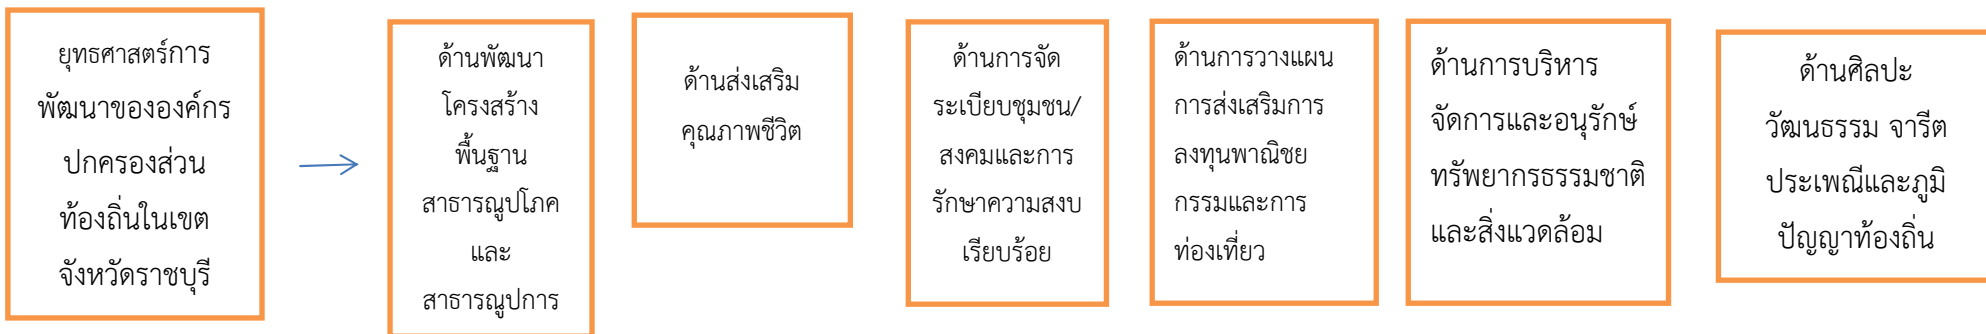 ยุทธศาสตร์การ
พัฒนาขององค์กร
ปกครองส่วน
ท้องถิ่นในเขต
จังหวัดราชบุรี
ด้านพัฒนา
โครงสร้าง
พื้นฐาน
สาธารณูปโภค
และ
สาธารณูปการ
ด้านส่งเสริม
คุณภาพชีวิต
ด้านการจัด
ระเบียบชุมชน/
สงคมและการ
รักษาความสงบ
เรียบร้อย
ด้านการวางแผน
การส่งเสริมการ
ลงทุนพาณิชย
กรรมและการ
ท่องเที่ยว
ด้านการบริหาร
จัดการและอนุรักษ์
ทรัพยากรธรรมชาติ
และสิ่งแวดล้อม
ด้านศิลปะ
วัฒนธรรม จารีต
ประเพณีและภูมิ
ปัญญาท้องถิ่น